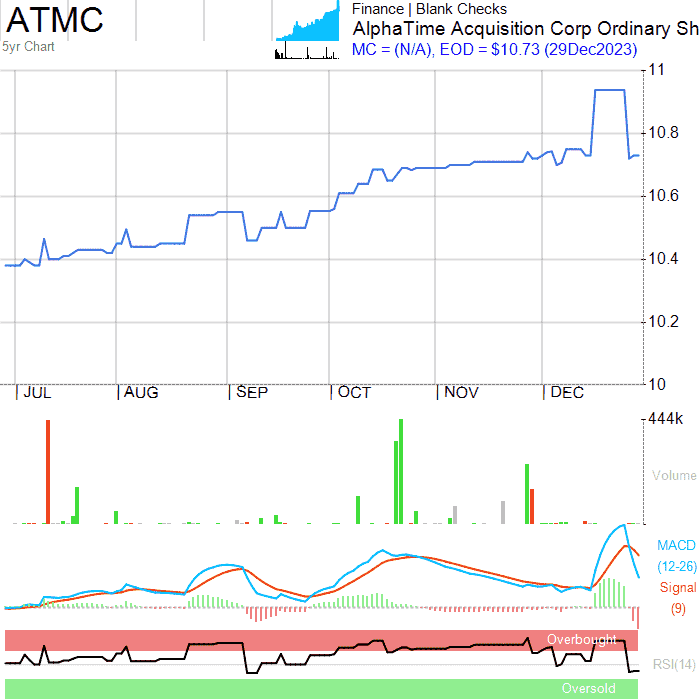 ATMC
5yr Chart
Finance | Blank Checks
AlphaTime Acquisition Corp Ordinary Sh
MC = (N/A), EOD = $10.73 (29Dec2023)
11
10.8
10.6
10.4
10.2
10
|JUL |AUG |SEP |OCT |NOV |DEC
444k
Volume
MACD
(12-26)
Signal
(9)
Overbought
RSI(14)
Oversold